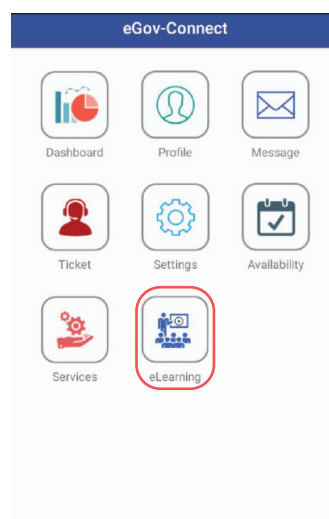 eGov-Connect
Dashboard Profile Message
Ticket Settings Availability
Services eLearning